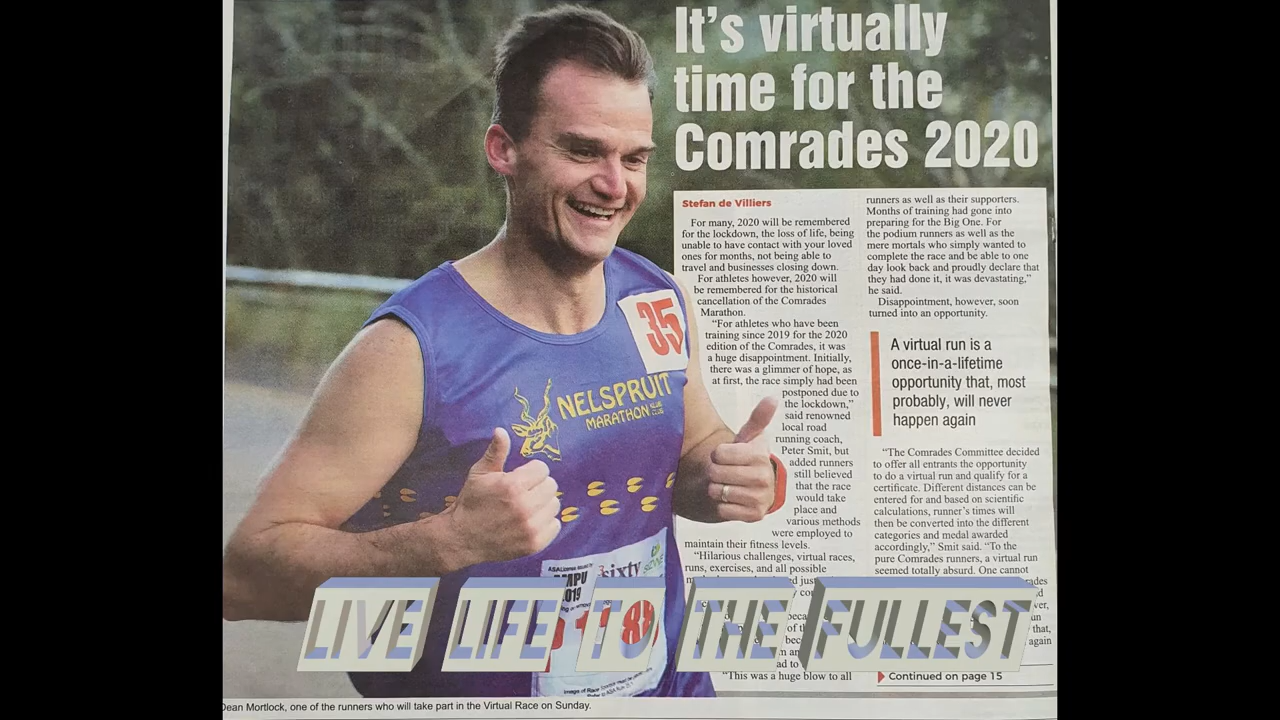 It's virtually
time for the
Comrades 2020
Stefan de Villiers
For many, 2020 will be remembered
for the lockdown, the loss of life, being
unable to have contact with your loved
ones for months, not being able to
travel and businesses closing down.
For athletes however, 2020 will
be remembered for the historical
cancellation of the Comrades
Marathon.
"For athletes who have been
training since 2019 for the 2020
edition of the Comrades, it was
a huge disappointment. Initially,
there was a glimmer of hope, as
at first, the race simply had been
postponed due to
the lockdown,"
said renowned
local road
running coach,
Peter Smit, but
added runners
still believed
that the race
would take
place and
various methods
were employed to
maintain their fitness levels.
"Hilarious challenges, virtual races,
runs, exercises, and all possible
"This was a huge blow to all
runners as well as their supporters.
Months of training had gone into
preparing for the Big One. For
the podium runners as well as the
mere mortals who simply wanted to
complete the race and be able to one
day look back and proudly declare that
they had done it, it was devastating,"
he said.
Disappointment, however, soon
turned into an opportunity.
A virtual run is a
once-in-a-lifetime
opportunity that, most
probably, will never
happen again
"The Comrades Committee decided
to offer all entrants the opportunity
to do a virtual run and qualify for a
certificate. Different distances can be
entered for and based on scientific
calculations, runner's times will
then be converted into the different
categories and medal awarded
accordingly," Smit said. "To the
pure Comrades runners, a virtual run
seemed totally absurd. One cannot
that,
again
Continued on page 15
35
NELSPRUIT
MARATHON
sixty
MPU
2019
LIVE LIFE TO THE FULLEST
Dean Mortlock, one of the runners who will take part in the Virtual Race on Sunday.